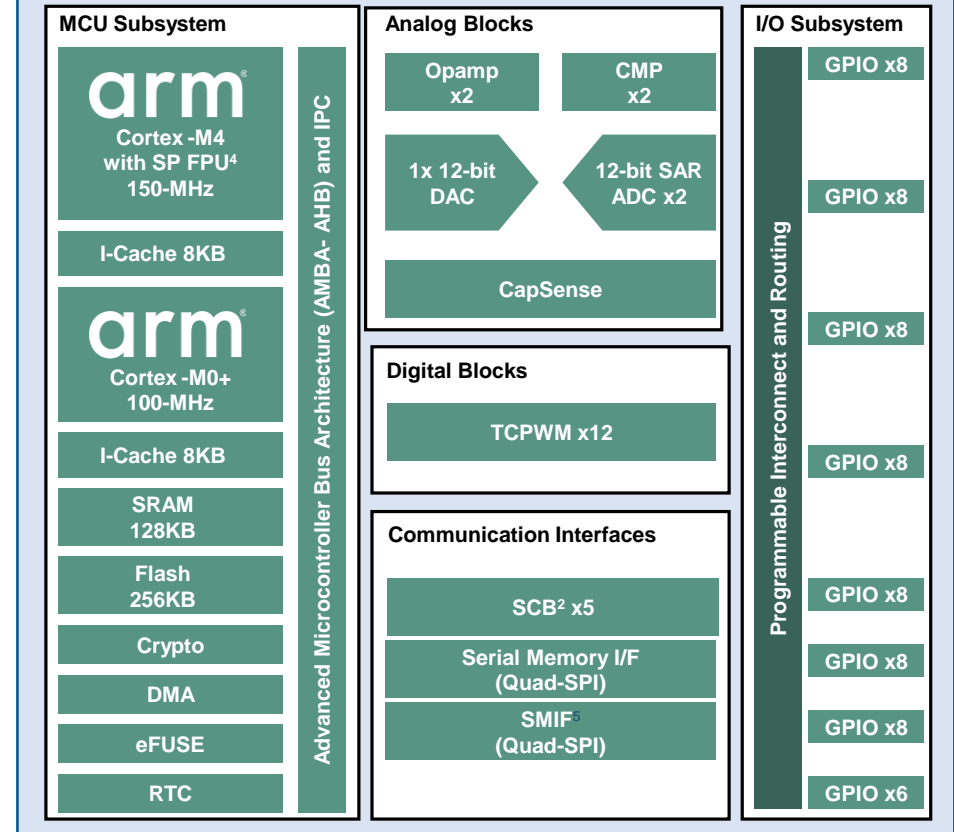 MCU Subsystem
arm®
Cortex -M4
with SP FPU⁴
150-MHz
I-Cache 8KB
arm®
Cortex -M0+
100-MHz
I-Cache 8KB
SRAM
128KB
Flash
256KB
Crypto
DMA
eFUSE
RTC
Advanced Microcontroller Bus Architecture (AMBA- AHB) and IPC
Analog Blocks
Opamp
x2
CMP
x2
1x 12-bit
DAC
12-bit SAR
ADC x2
CapSense
Digital Blocks
TCPWM x12
Communication Interfaces
SCB² x5
Serial Memory I/F
(Quad-SPI)
SMIF⁵
(Quad-SPI)
I/O Subsystem
Programmable Interconnect and Routing
GPIO x8
GPIO x8
GPIO x8
GPIO x8
GPIO x8
GPIO x8
GPIO x8
GPIO x6